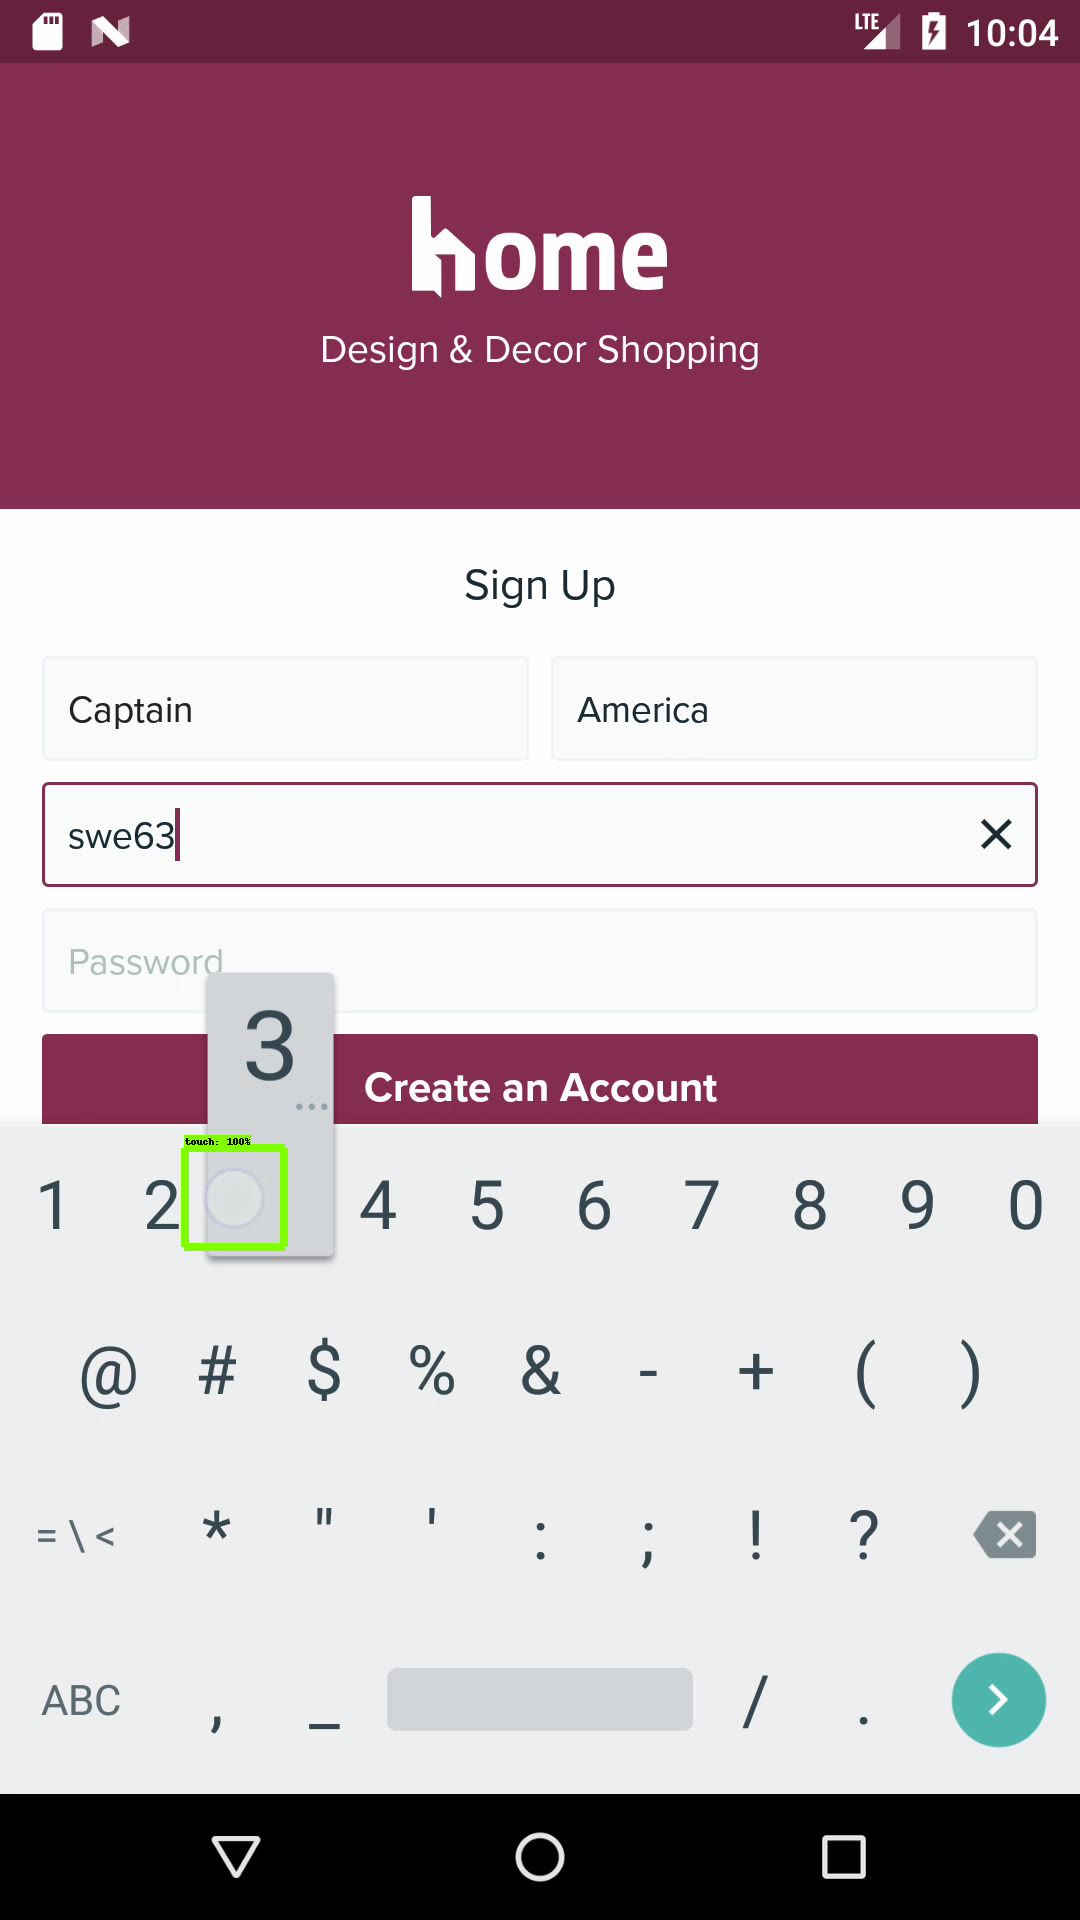 LTE 10:04
home
Design & Decor Shopping
Sign Up
Captain America
swe63
Password
3
Create an Account
touch: 100%
1 2 4 5 6 7 8 9 0
@ # $ % & - + ( )
= \ < * " ' : ; ! ?
ABC , _ / .